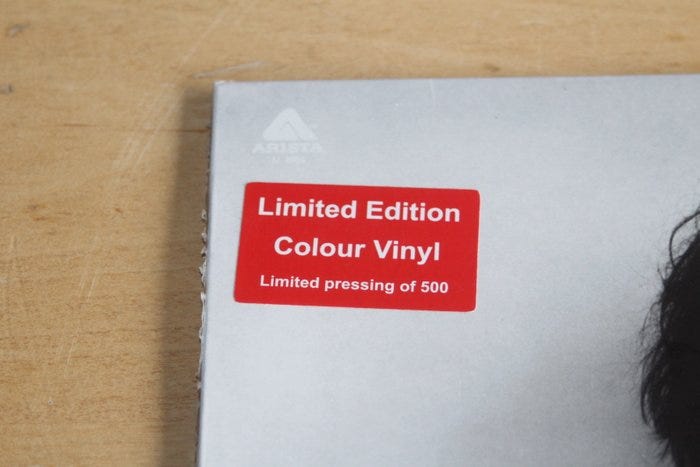 ARISTA
Limited Edition
Colour Vinyl
Limited pressing of 500